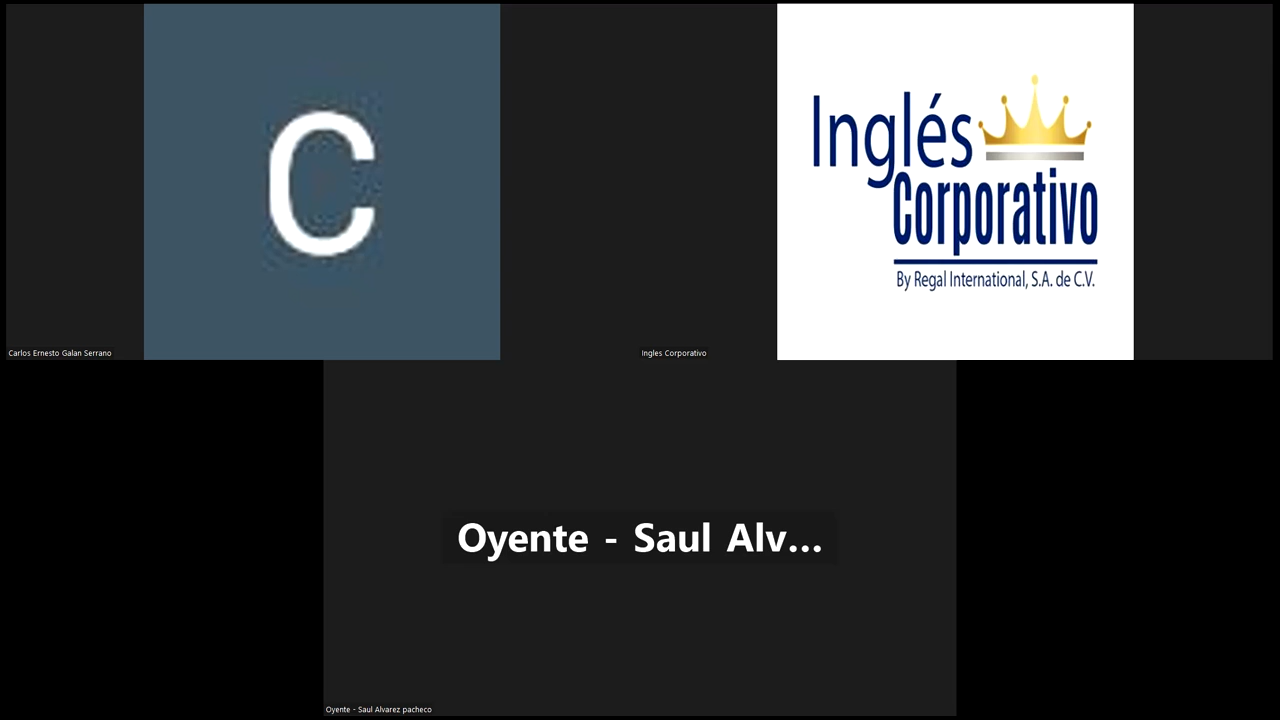 C
Inglés
Corporativo
By Regal International, S.A. de C.V.
Carlos Ernesto Galan Serrano
Ingles Corporativo
Oyente - Saul Alv...
Oyente - Saul Alvarez pacheco